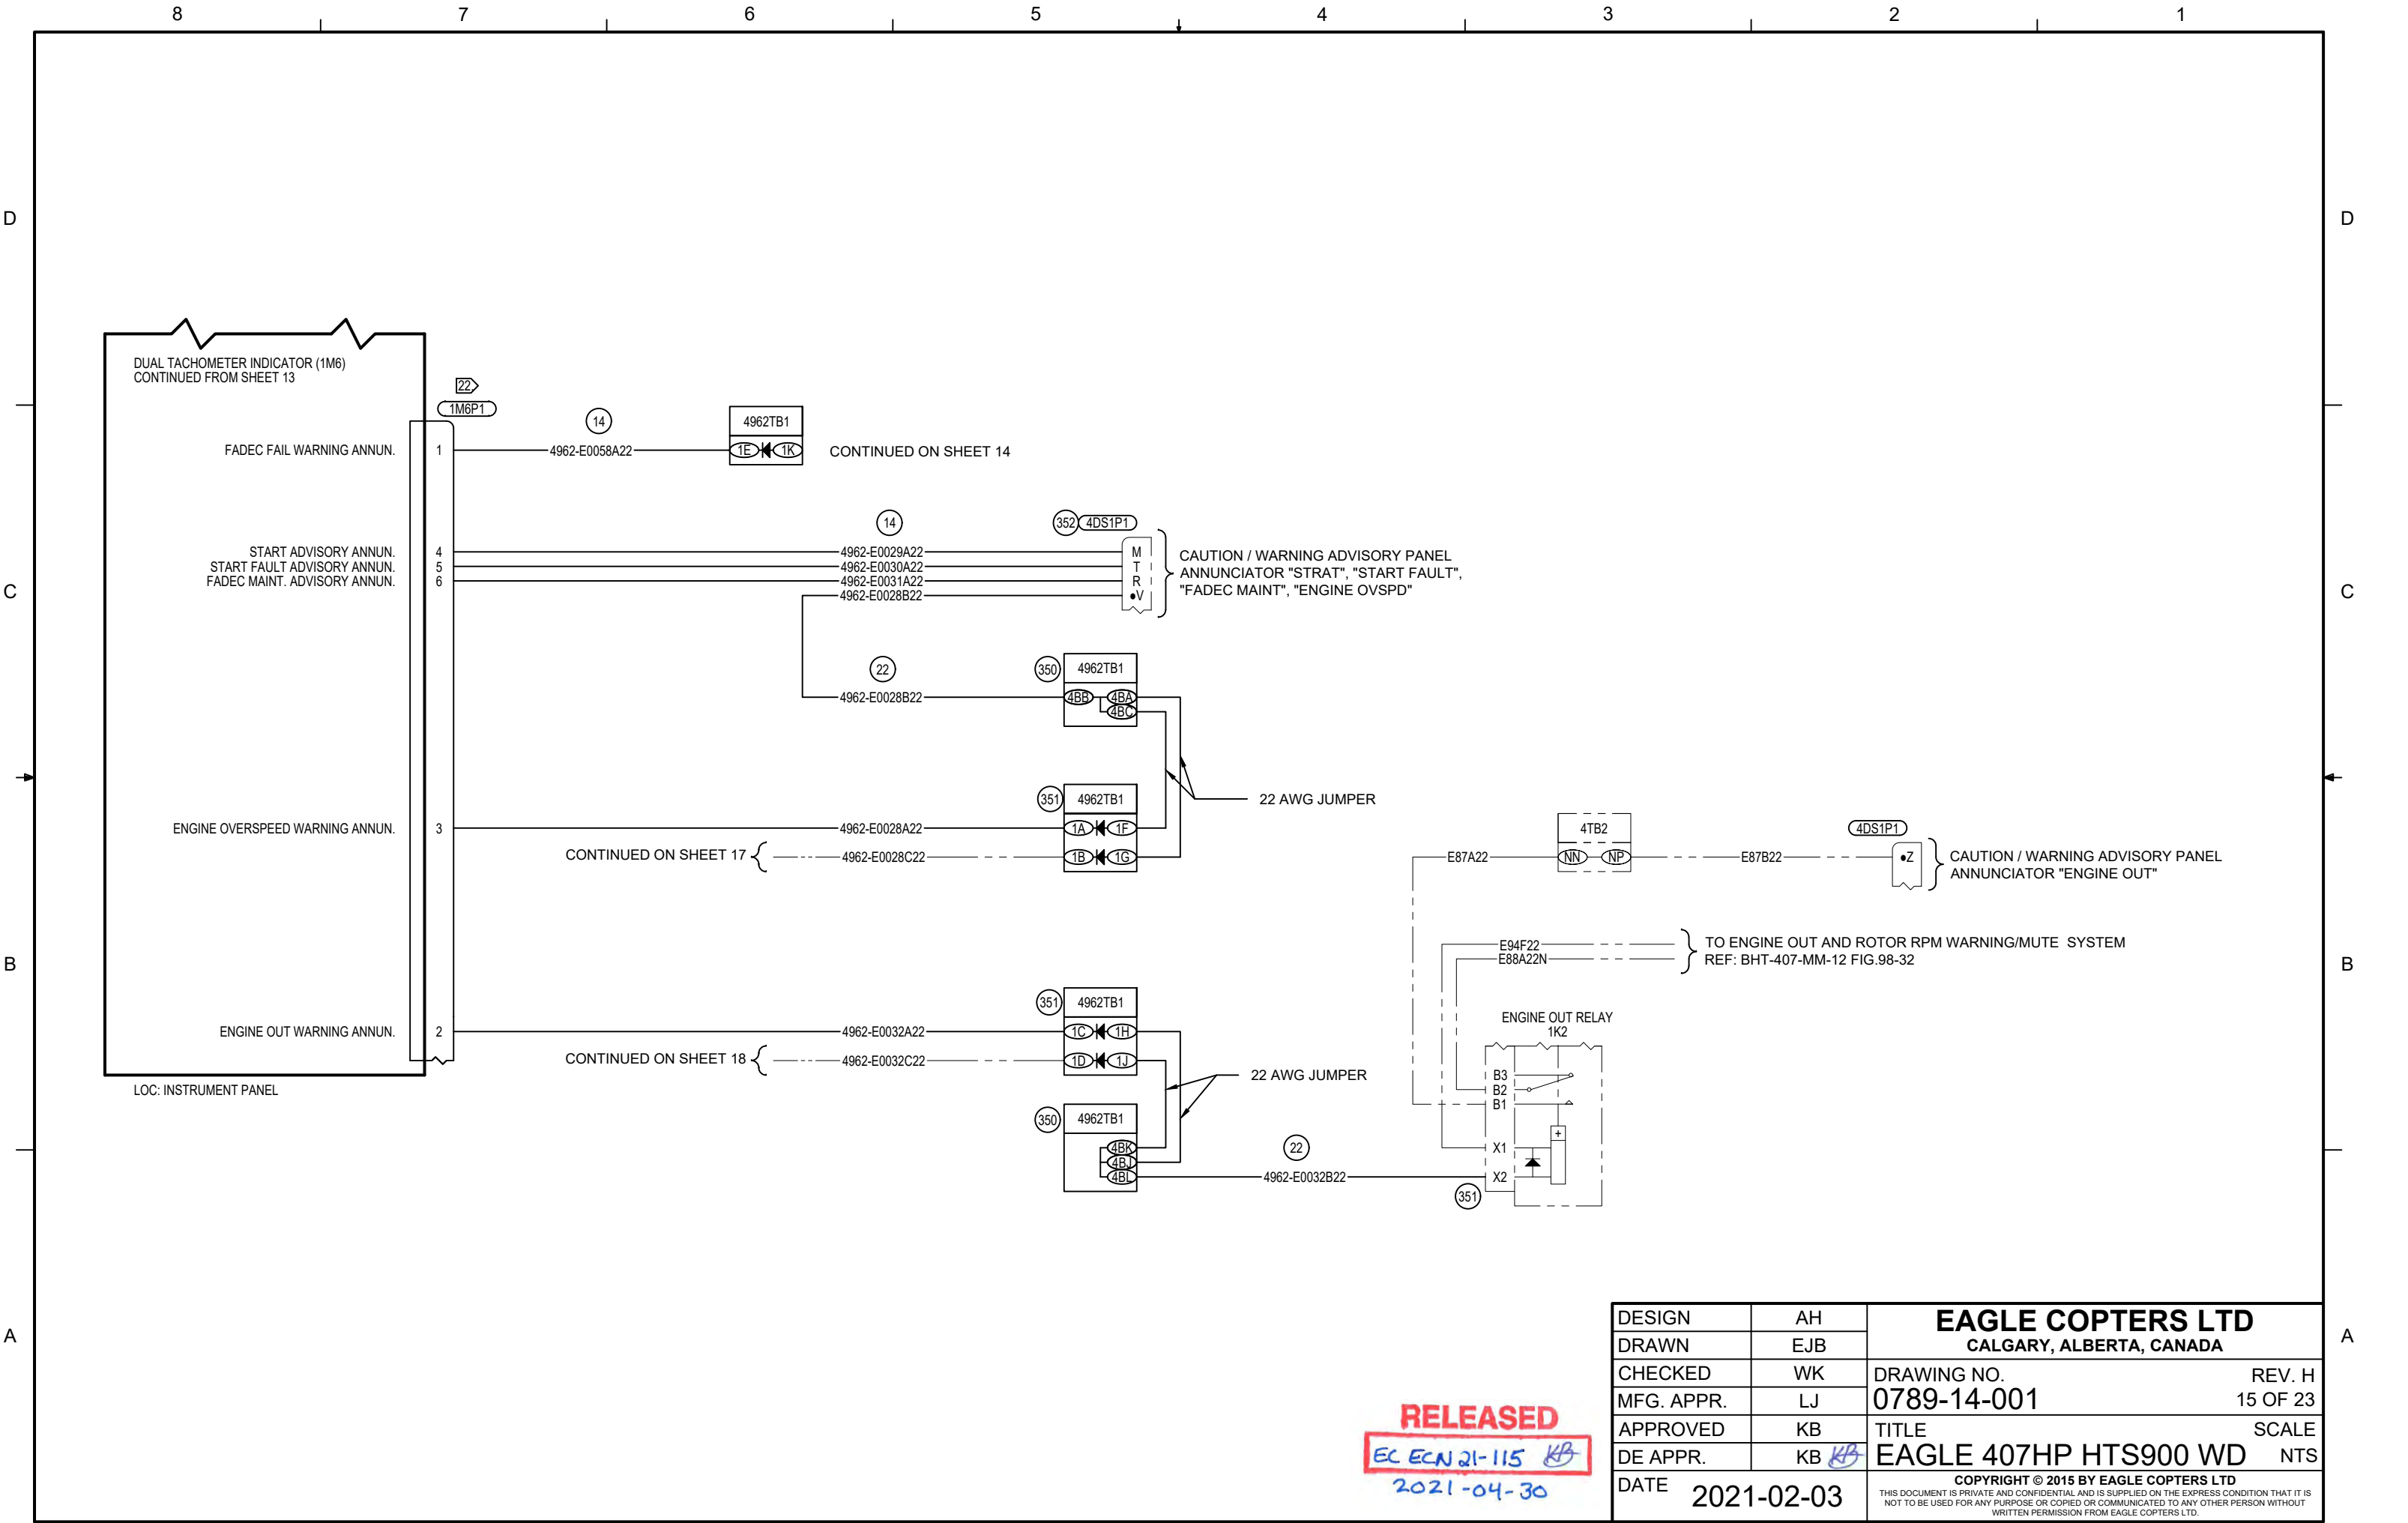 8 7 6 5 4 3 2 1
D D
DUAL TACHOMETER INDICATOR (1M6)
CONTINUED FROM SHEET 13
22
1M6P1
14
4962TB1
FADEC FAIL WARNING ANNUN. 1 4962-E0058A22 1E 1K CONTINUED ON SHEET 14
14
352 4DS1P1
START ADVISORY ANNUN. 4 4962-E0029A22 M
START FAULT ADVISORY ANNUN. 5 4962-E0030A22 T
FADEC MAINT. ADVISORY ANNUN. 6 4962-E0031A22 R
4962-E0028B22 •V
CAUTION / WARNING ADVISORY PANEL
ANNUNCIATOR "STRAT", "START FAULT",
"FADEC MAINT", "ENGINE OVSPD"
C C
22
350 4962TB1
4962-E0028B22 4BB 4BA
4BC
351 4962TB1
22 AWG JUMPER
ENGINE OVERSPEED WARNING ANNUN. 3 4962-E0028A22 1A 1F
CONTINUED ON SHEET 17 4962-E0028C22 1B 1G
4TB2
4DS1P1
E87A22 NN NP E87B22 •Z
CAUTION / WARNING ADVISORY PANEL
ANNUNCIATOR "ENGINE OUT"
E94F22
E88A22N
TO ENGINE OUT AND ROTOR RPM WARNING/MUTE SYSTEM
REF: BHT-407-MM-12 FIG.98-32
B B
351 4962TB1
ENGINE OUT WARNING ANNUN. 2 4962-E0032A22 1C 1H
CONTINUED ON SHEET 18 4962-E0032C22 1D 1J
ENGINE OUT RELAY
1K2
22 AWG JUMPER
B3
B2
B1
LOC: INSTRUMENT PANEL
350 4962TB1
4BK
4BJ
4BL
22
4962-E0032B22
X1
X2
+
351
A A
DESIGN AH
DRAWN EJB
CHECKED WK
MFG. APPR. LJ
APPROVED KB
DE APPR. KB KB
DATE 2021-02-03
EAGLE COPTERS LTD
CALGARY, ALBERTA, CANADA
DRAWING NO. REV. H
0789-14-001 15 OF 23
TITLE SCALE
EAGLE 407HP HTS900 WD NTS
COPYRIGHT © 2015 BY EAGLE COPTERS LTD
THIS DOCUMENT IS PRIVATE AND CONFIDENTIAL AND IS SUPPLIED ON THE EXPRESS CONDITION THAT IT IS
NOT TO BE USED FOR ANY PURPOSE OR COPIED OR COMMUNICATED TO ANY OTHER PERSON WITHOUT
WRITTEN PERMISSION FROM EAGLE COPTERS LTD.
RELEASED
EC ECN 21-115 KB
2021-04-30